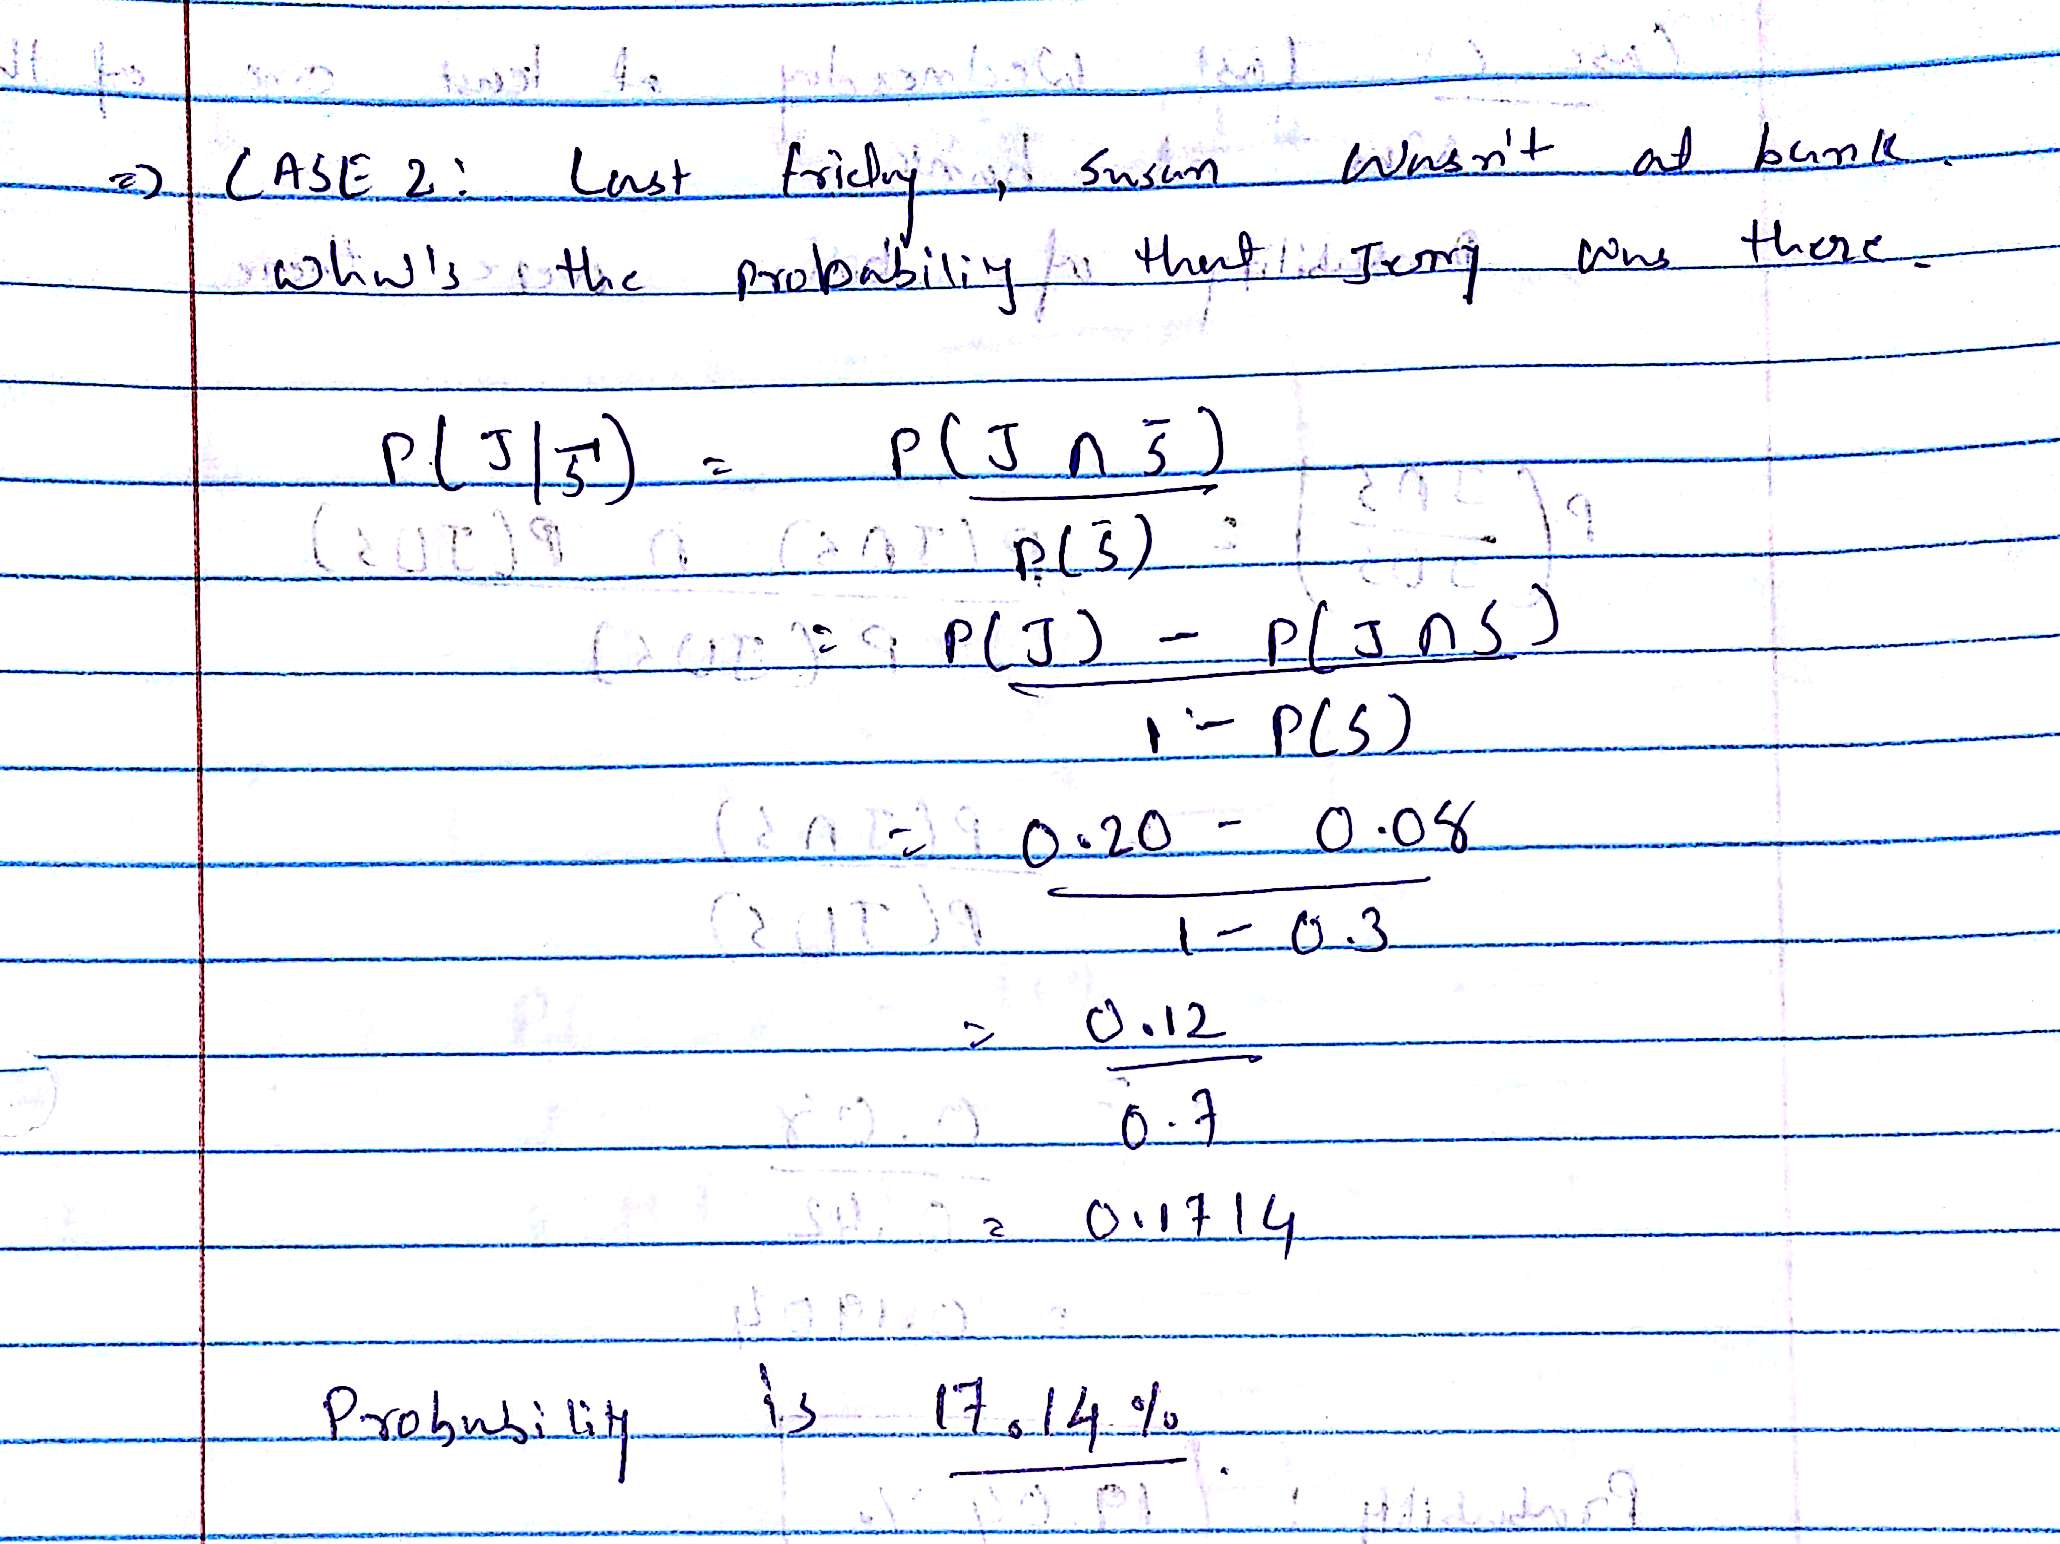 => CASE 2: Last friday, Susan wasn't at bank.
what's the probabiliy that Jerry was there.
P(J/S̄) = P(J ∩ S̄)
P(S̄)
= P(J) - P(J ∩ S)
1 - P(S)
= 0.20 - 0.08
1 - 0.3
= 0.12
0.7
= 0.1714
Probability is 17.14%.